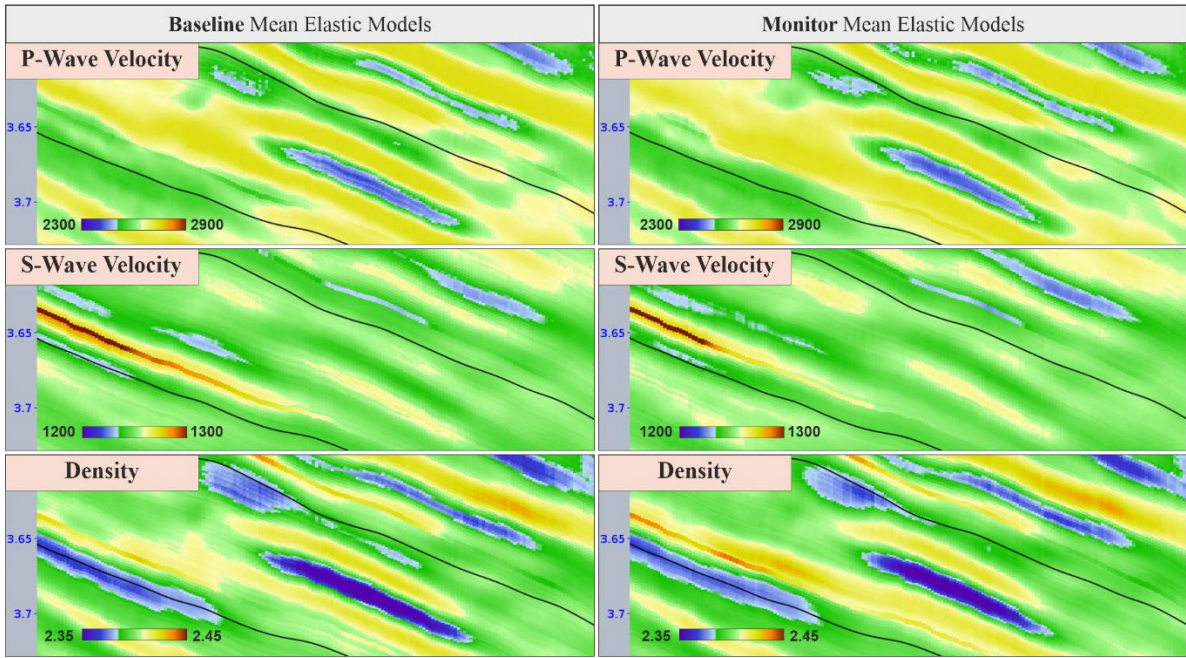 Baseline Mean Elastic Models
Monitor Mean Elastic Models
P-Wave Velocity
3.65
3.7
2300 2900
P-Wave Velocity
3.65
3.7
2300 2900
S-Wave Velocity
3.65
3.7
1200 1300
S-Wave Velocity
3.65
3.7
1200 1300
Density
3.65
3.7
2.35 2.45
Density
3.65
3.7
2.35 2.45